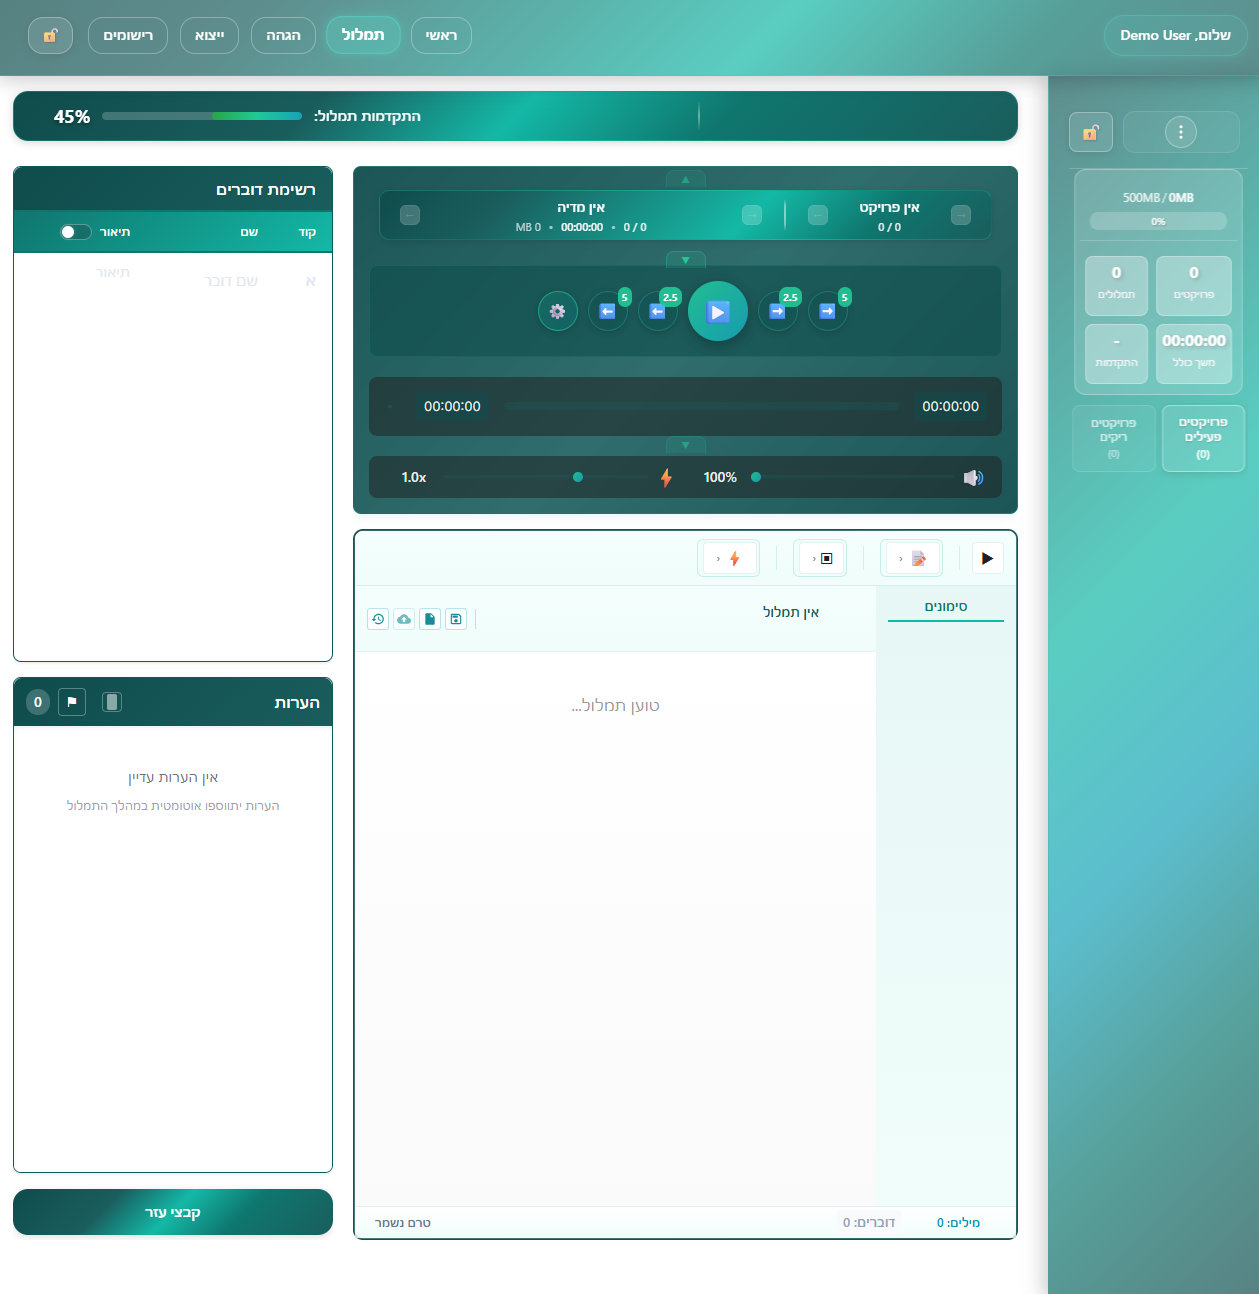 שלום, Demo User
ראשי
תמלול
הגהה
ייצוא
רישומים
500MB / 0MB
0%
0
פרויקטים
0
תמלולים
00:00:00
משך כולל
-
התקדמות
פרויקטים פעילים (0)
פרויקטים ריקים (0)
התקדמות תמלול:
45%
אין פרויקט
0 / 0
אין מדיה
0 / 0 • 00:00:00 • 0 MB
5
2.5
2.5
5
00:00:00
00:00:00
100%
1.0x
סימונים
אין תמלול
טוען תמלול...
מילים: 0
דוברים: 0
טרם נשמר
רשימת דוברים
קוד
שם
תיאור
א
שם דובר
תיאור
הערות
0
אין הערות עדיין
הערות יתווספו אוטומטית במהלך התמלול
קבצי עזר